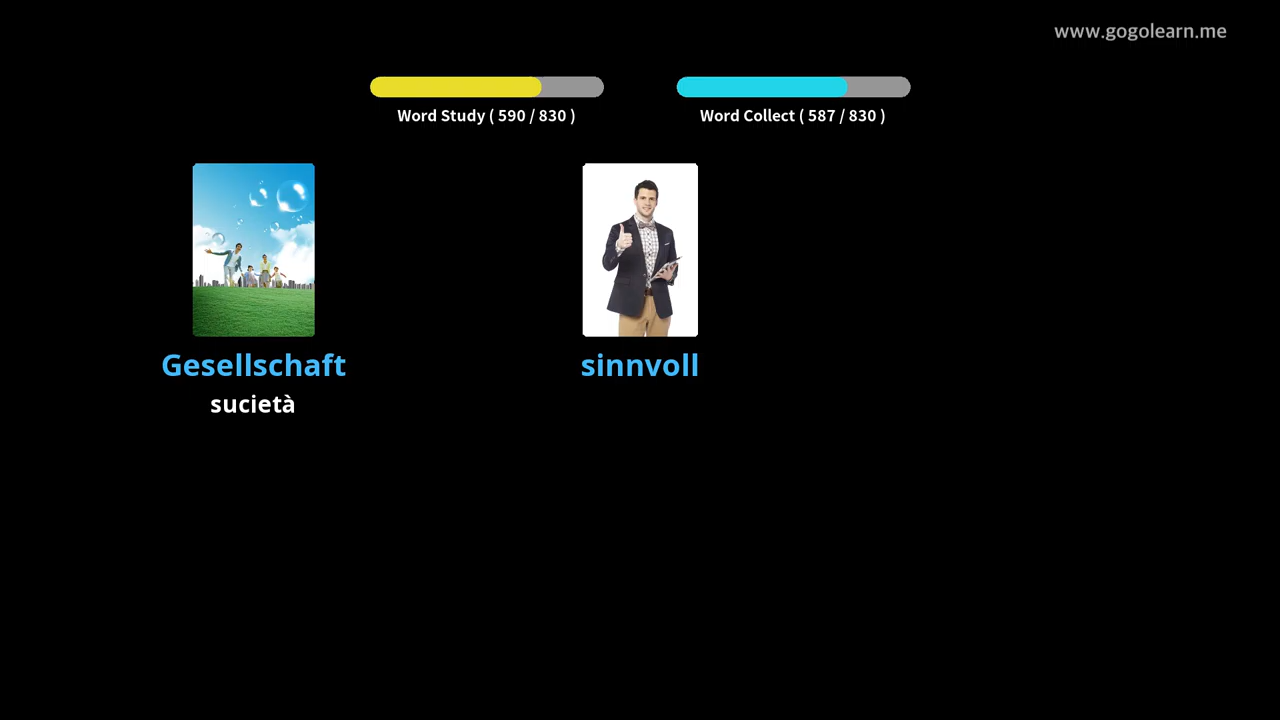 www.gogolearn.me
Word Study ( 590 / 830 )
Word Collect ( 587 / 830 )
Gesellschaft
sucietà
sinnvoll